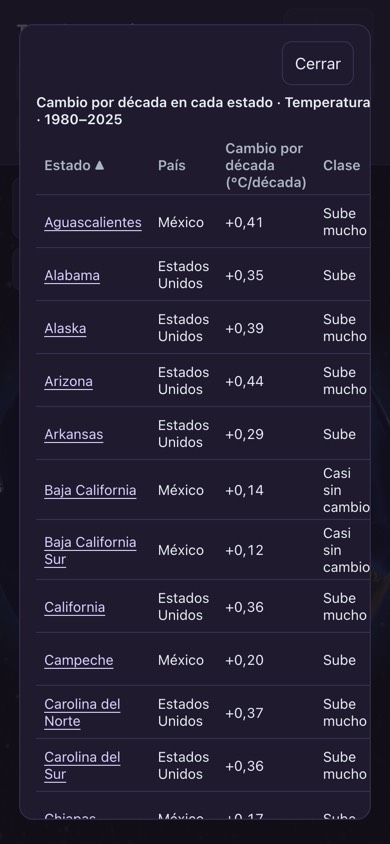 Cerrar
Cambio por década en cada estado · Temperatura
· 1980–2025
Estado ▲ País Cambio por década (°C/década) Clase
Aguascalientes México +0,41 Sube mucho
Alabama Estados Unidos +0,35 Sube
Alaska Estados Unidos +0,39 Sube mucho
Arizona Estados Unidos +0,44 Sube mucho
Arkansas Estados Unidos +0,29 Sube
Baja California México +0,14 Casi sin cambio
Baja California Sur México +0,12 Casi sin cambio
California Estados Unidos +0,36 Sube mucho
Campeche México +0,20 Sube
Carolina del Norte Estados Unidos +0,37 Sube mucho
Carolina del Sur Estados Unidos +0,36 Sube mucho
Chiapas México +0,17 Sube